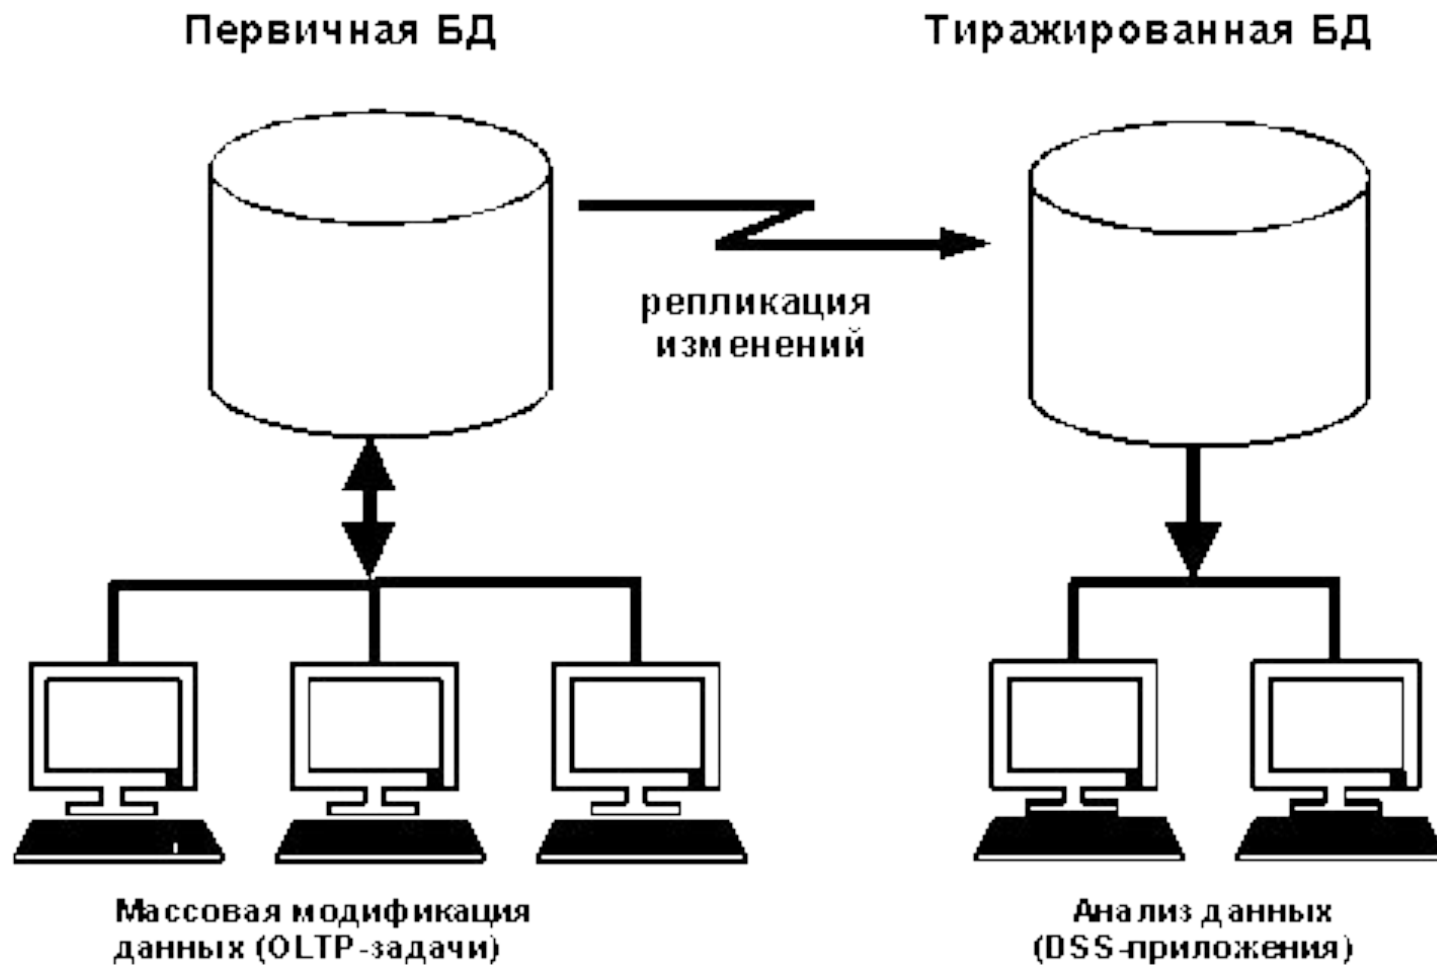 Первичная БД
Тиражированная БД
репликация
изменений
Массовая модификация
данных (OLTP-задачи)
Анализ данных
(DSS-приложения)